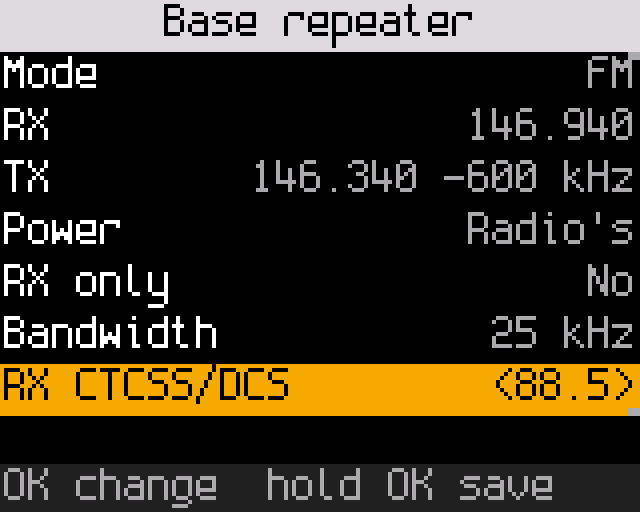 Base repeater
Mode FM
RX 146.940
TX 146.340 -600 kHz
Power Radio's
RX only No
Bandwidth 25 kHz
RX CTCSS/DCS <88.5>
OK change hold OK save